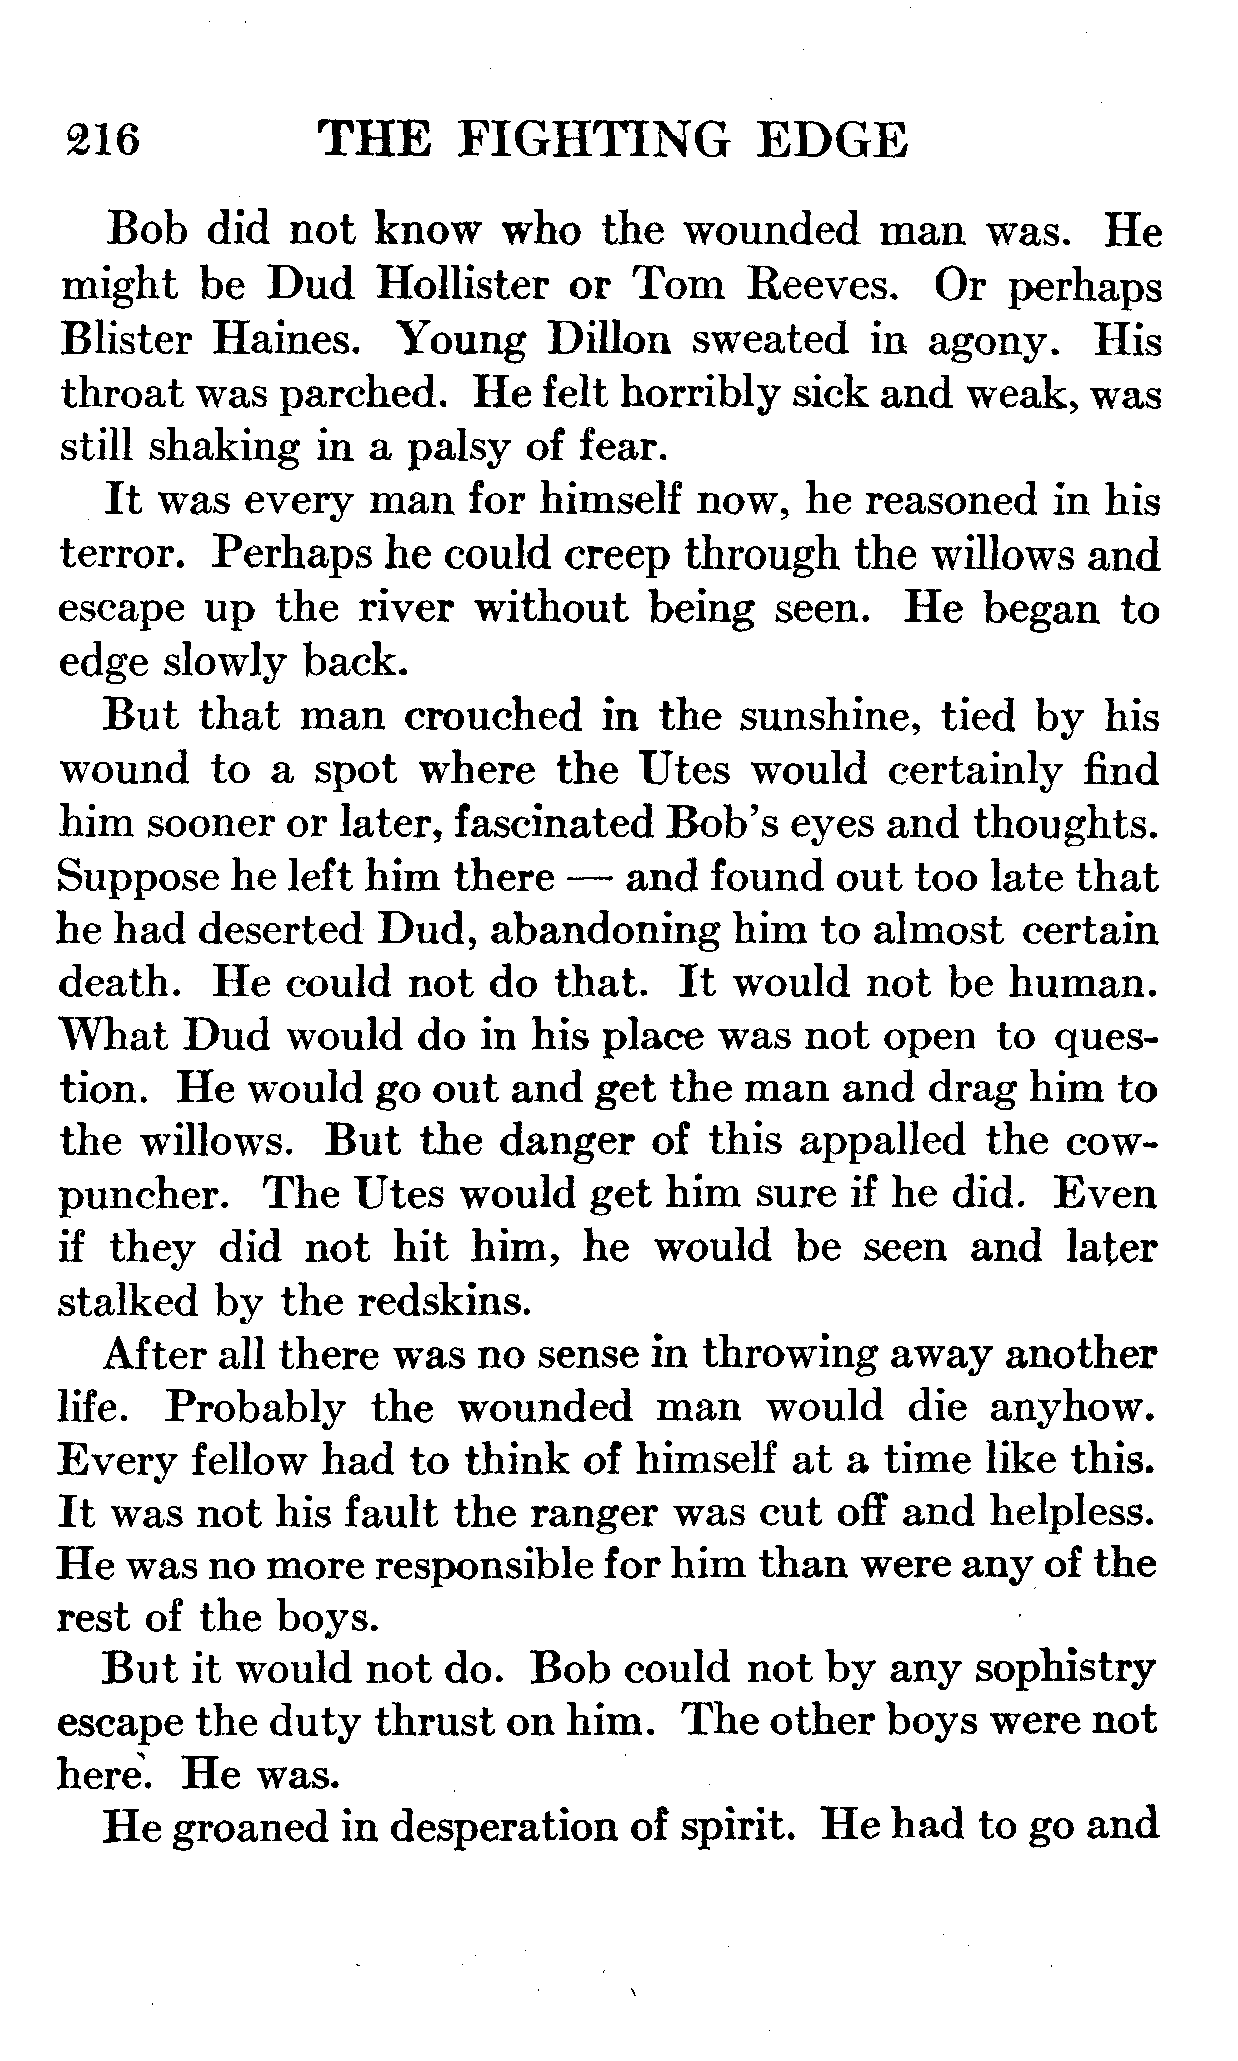 216 THE FIGHTING EDGE
Bob did not know who the wounded man was. He
might be Dud Hollister or Tom Reeves. Or perhaps
Blister Haines. Young Dillon sweated in agony. His
throat was parched. He felt horribly sick and weak, was
still shaking in a palsy of fear.
It was every man for himself now, he reasoned in his
terror. Perhaps he could creep through the willows and
escape up the river without being seen. He began to
edge slowly back.
But that man crouched in the sunshine, tied by his
wound to a spot where the Utes would certainly find
him sooner or later, fascinated Bob's eyes and thoughts.
Suppose he left him there — and found out too late that
he had deserted Dud, abandoning him to almost certain
death. He could not do that. It would not be human.
What Dud would do in his place was not open to ques-
tion. He would go out and get the man and drag him to
the willows. But the danger of this appalled the cow-
puncher. The Utes would get him sure if he did. Even
if they did not hit him, he would be seen and later
stalked by the redskins.
After all there was no sense in throwing away another
life. Probably the wounded man would die anyhow.
Every fellow had to think of himself at a time like this.
It was not his fault the ranger was cut off and helpless.
He was no more responsible for him than were any of the
rest of the boys.
But it would not do. Bob could not by any sophistry
escape the duty thrust on him. The other boys were not
here. He was.
He groaned in desperation of spirit. He had to go and